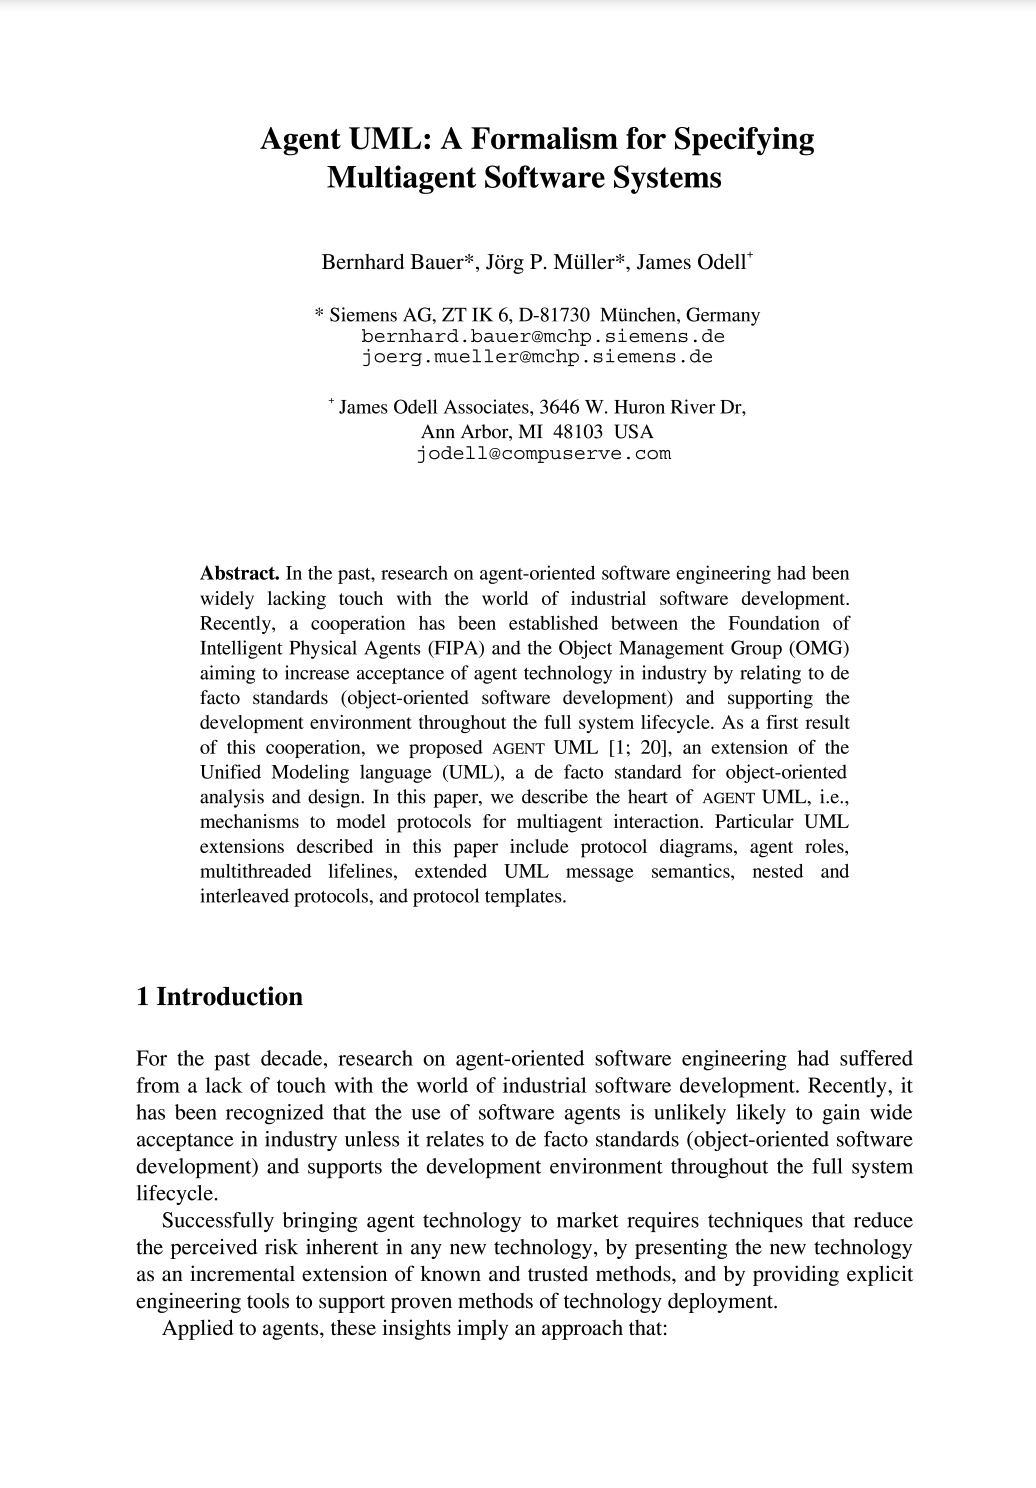 Agent UML: A Formalism for Specifying
Multiagent Software Systems
Bernhard Bauer*, Jörg P. Müller*, James Odell+
* Siemens AG, ZT IK 6, D-81730 München, Germany
bernhard.bauer@mchp.siemens.de
joerg.mueller@mchp.siemens.de
+ James Odell Associates, 3646 W. Huron River Dr,
Ann Arbor, MI 48103 USA
jodell@compuserve.com
Abstract. In the past, research on agent-oriented software engineering had been
widely lacking touch with the world of industrial software development.
Recently, a cooperation has been established between the Foundation of
Intelligent Physical Agents (FIPA) and the Object Management Group (OMG)
aiming to increase acceptance of agent technology in industry by relating to de
facto standards (object-oriented software development) and supporting the
development environment throughout the full system lifecycle. As a first result
of this cooperation, we proposed AGENT UML [1; 20], an extension of the
Unified Modeling language (UML), a de facto standard for object-oriented
analysis and design. In this paper, we describe the heart of AGENT UML, i.e.,
mechanisms to model protocols for multiagent interaction. Particular UML
extensions described in this paper include protocol diagrams, agent roles,
multithreaded lifelines, extended UML message semantics, nested and
interleaved protocols, and protocol templates.
1 Introduction
For the past decade, research on agent-oriented software engineering had suffered
from a lack of touch with the world of industrial software development. Recently, it
has been recognized that the use of software agents is unlikely likely to gain wide
acceptance in industry unless it relates to de facto standards (object-oriented software
development) and supports the development environment throughout the full system
lifecycle.
Successfully bringing agent technology to market requires techniques that reduce
the perceived risk inherent in any new technology, by presenting the new technology
as an incremental extension of known and trusted methods, and by providing explicit
engineering tools to support proven methods of technology deployment.
Applied to agents, these insights imply an approach that: